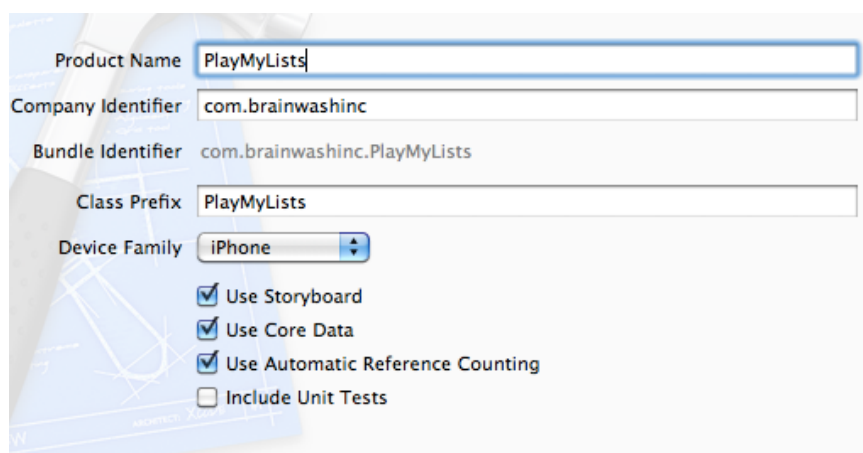 Product Name PlayMyLists
Company Identifier com.brainwashinc
Bundle Identifier com.brainwashinc.PlayMyLists
Class Prefix PlayMyLists
Device Family iPhone
Use Storyboard
Use Core Data
Use Automatic Reference Counting
Include Unit Tests